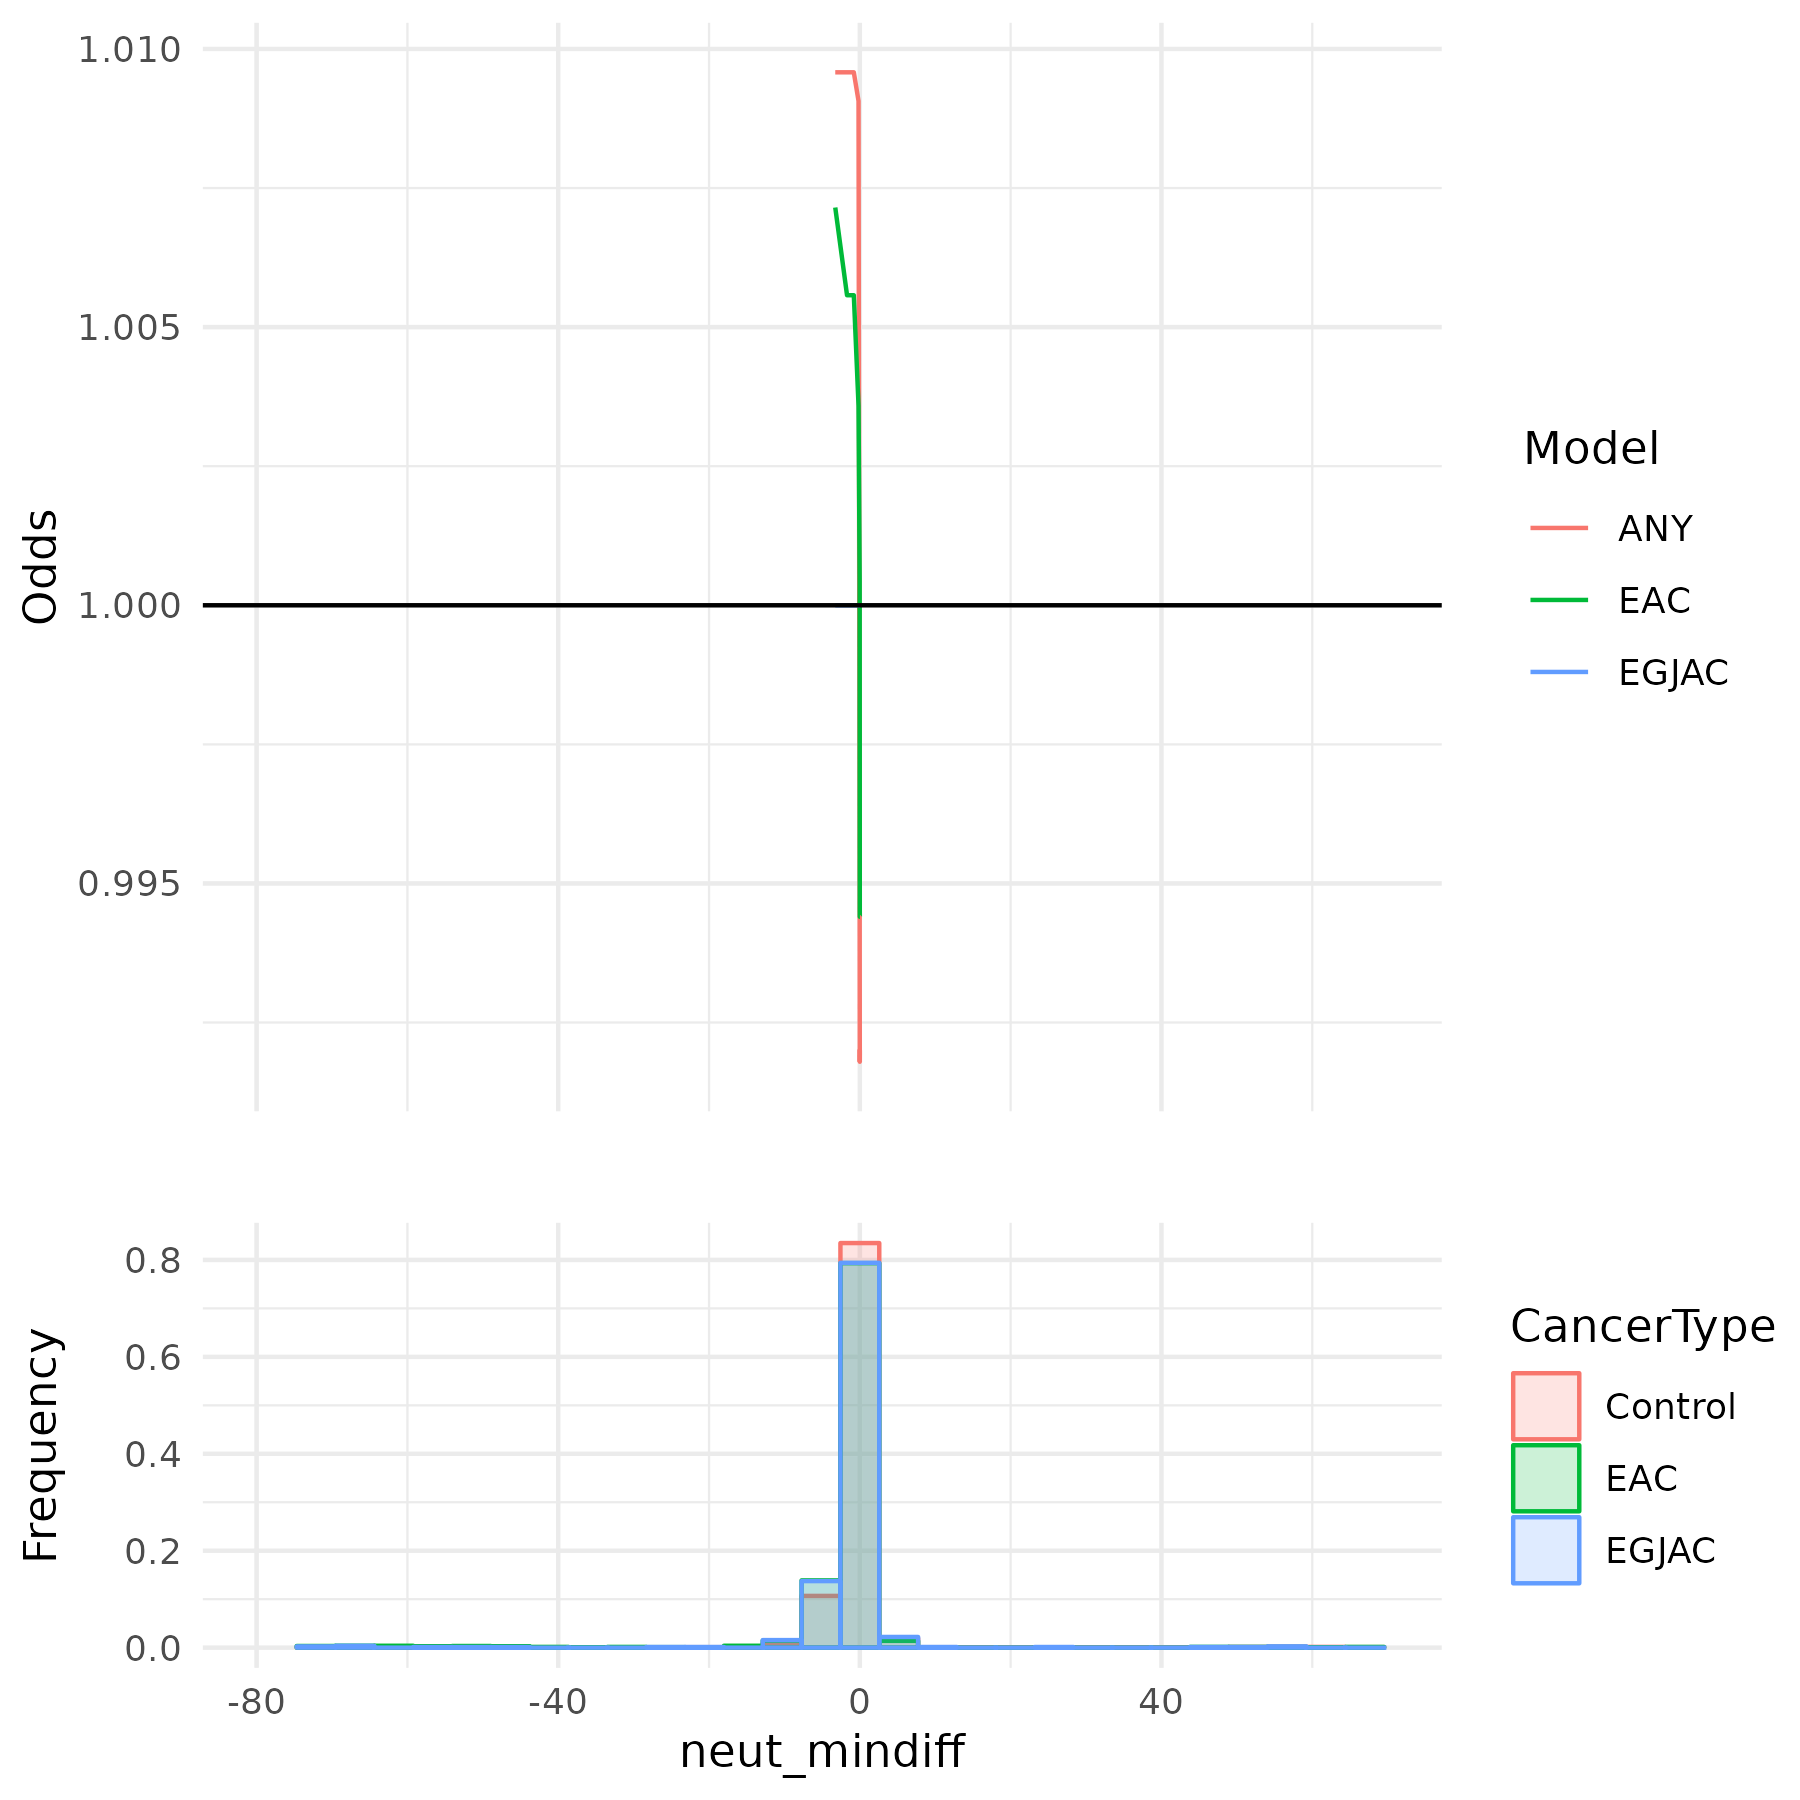 1.010
1.005
1.000
0.995
Odds
Model
ANY
EAC
EGJAC
0.8
0.6
0.4
0.2
0.0
Frequency
-80
-40
0
40
neut_mindiff
CancerType
Control
EAC
EGJAC